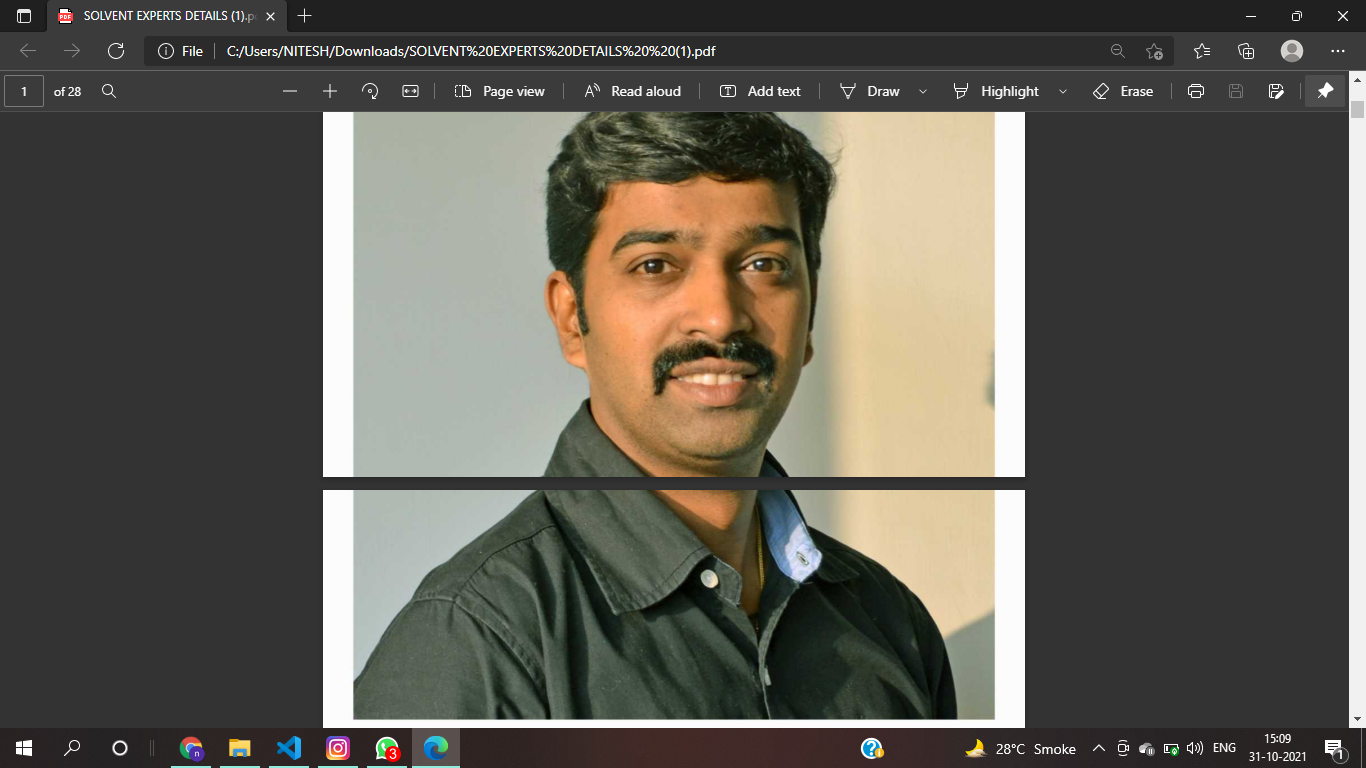 SOLVENT EXPERTS DETAILS (1).p
File
C:/Users/NITESH/Downloads/SOLVENT%20EXPERTS%20DETAILS%20%20(1).pdf
1 of 28
Page view
Read aloud
Add text
Draw
Highlight
Erase
PDF
n
3
28°C Smoke
ENG
15:09
31-10-2021
1